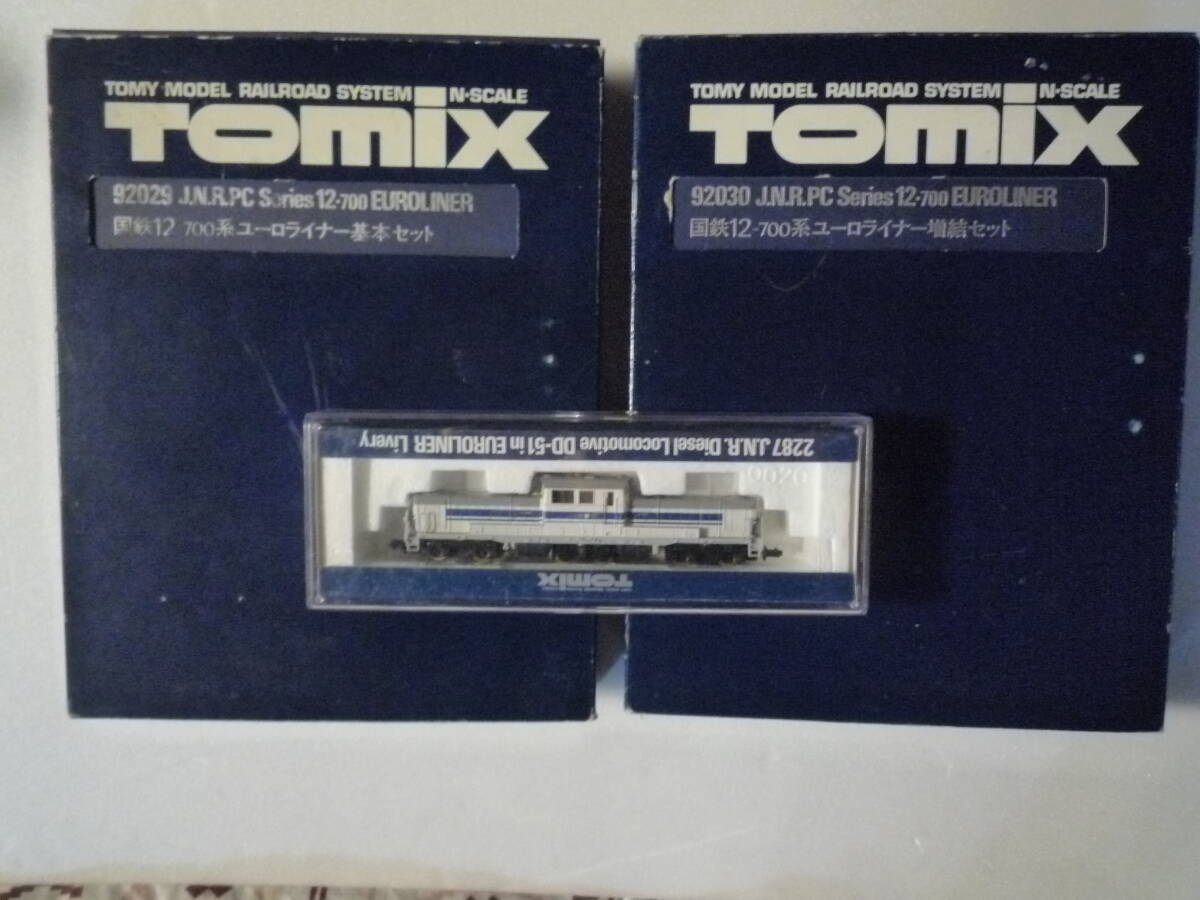 TOMY MODEL RAILROAD SYSTEM N-SCALE
TOMIX
92029 J.N.R.PC Series 12-700 EUROLINER
国鉄12-700系ユーロライナー基本セット
TOMY MODEL RAILROAD SYSTEM N-SCALE
TOMIX
92030 J.N.R.PC Series 12-700 EUROLINER
国鉄12-700系ユーロライナー増結セット
2287 J.N.R. Diesel Locomotive DD-51 in EUROLINER Livery
TOMIX